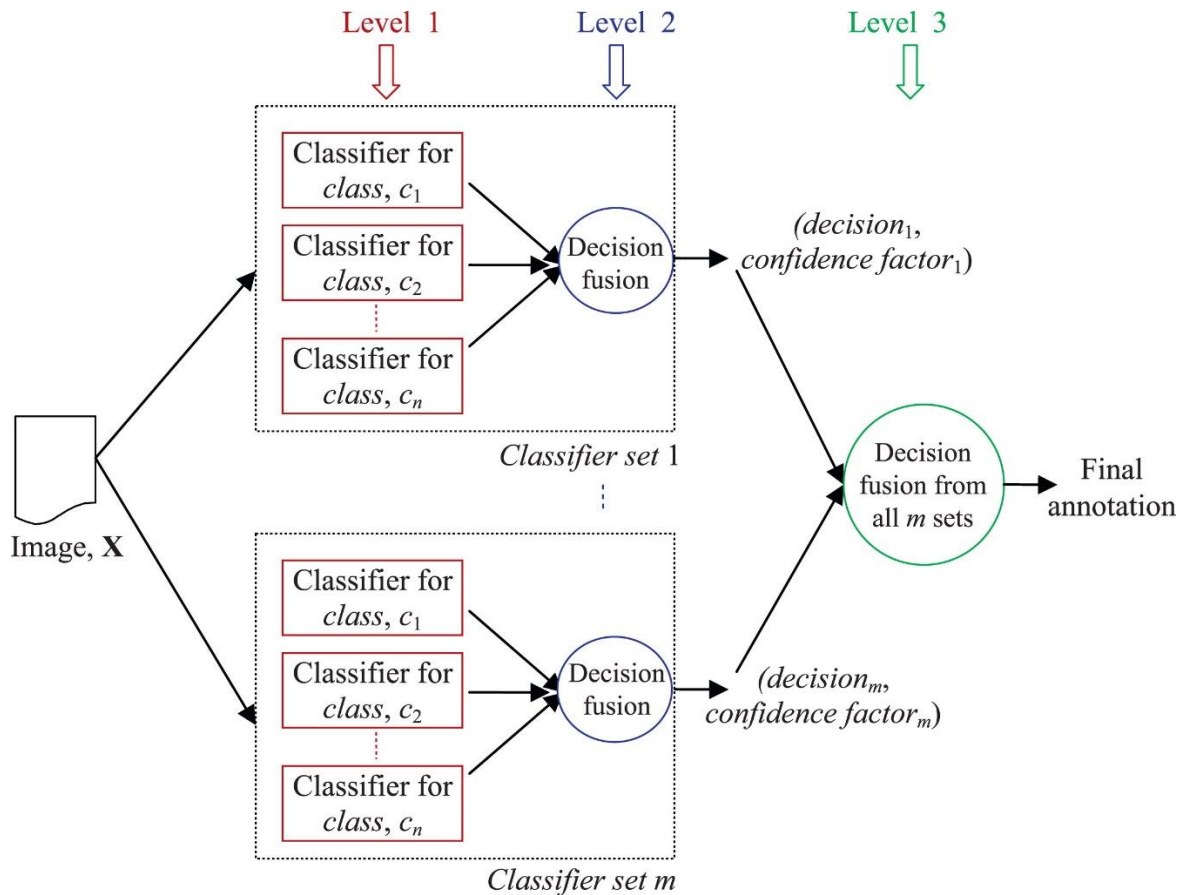 Level 1
Level 2
Level 3
Classifier for
class, c₁
Classifier for
class, c₂
Classifier for
class, cₙ
Decision
fusion
Classifier set 1
(decision₁,
confidence factor₁)
Image, X
Classifier for
class, c₁
Classifier for
class, c₂
Classifier for
class, cₙ
Decision
fusion
Classifier set m
(decisionₘ,
confidence factorₘ)
Decision
fusion from
all m sets
Final
annotation